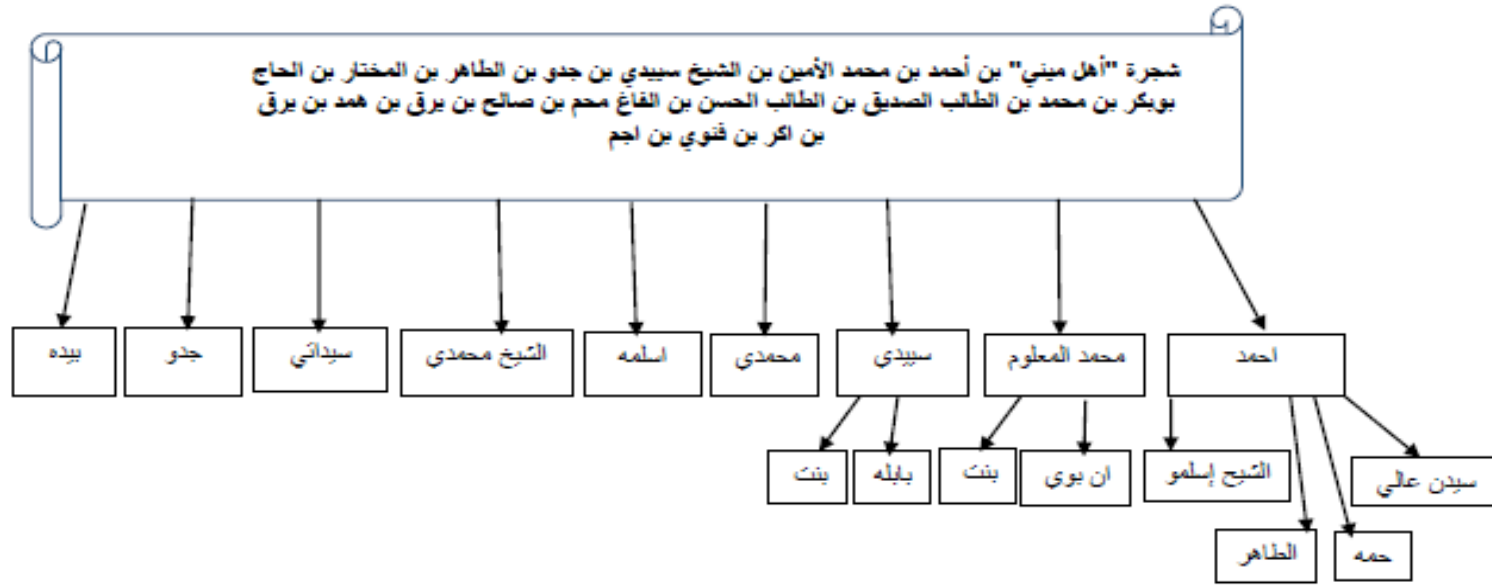 شجرة "أهل ميني" بن أحمد بن محمد الأمين بن الشيخ سييدي بن جدو بن الطاهر بن المختار بن الحاج
بوبكر بن محمد بن الطالب الصديق بن الطالب الحسن بن الفاغ محم بن صالح بن يرق بن همد بن يرق
بن اكر بن فنوي بن اجم
احمد
محمد المعلوم
سييدي
محمدي
اسلمه
الشيخ محمدي
سيداتي
جدو
بيده
سيدن عالي
الشيح إسلمو
ان بوي
بنت
بابله
بنت
حمه
الطاهر